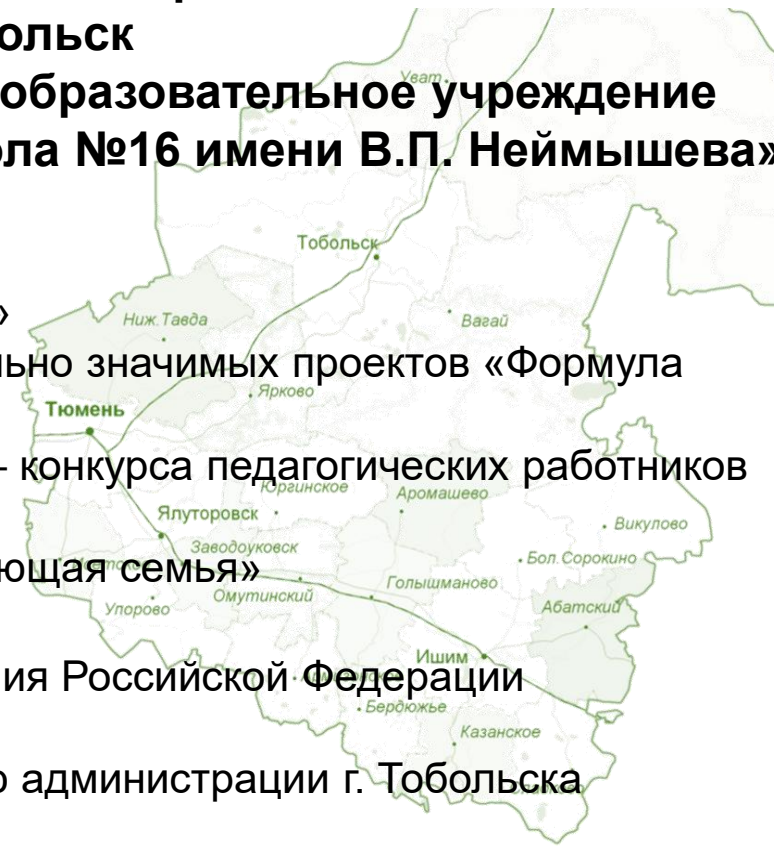 ольск
Уват
образовательное учреждение
ола №16 имени В.П. Неймышева»
Тобольск
»
Ниж.Тавда
Вагай
ьно значимых проектов «Формула
Ярково
Тюмень
– конкурса педагогических работников
Юргинское
Аромашево
Ялуторовск
Викулово
Заводоуковск
Бол.Сорокино
ющая семья»
Голышманово
Омутинский
Абатский
Упорово
Ишим
ия Российской Федерации
Бердюжье
Казанское
о администрации г. Тобольска